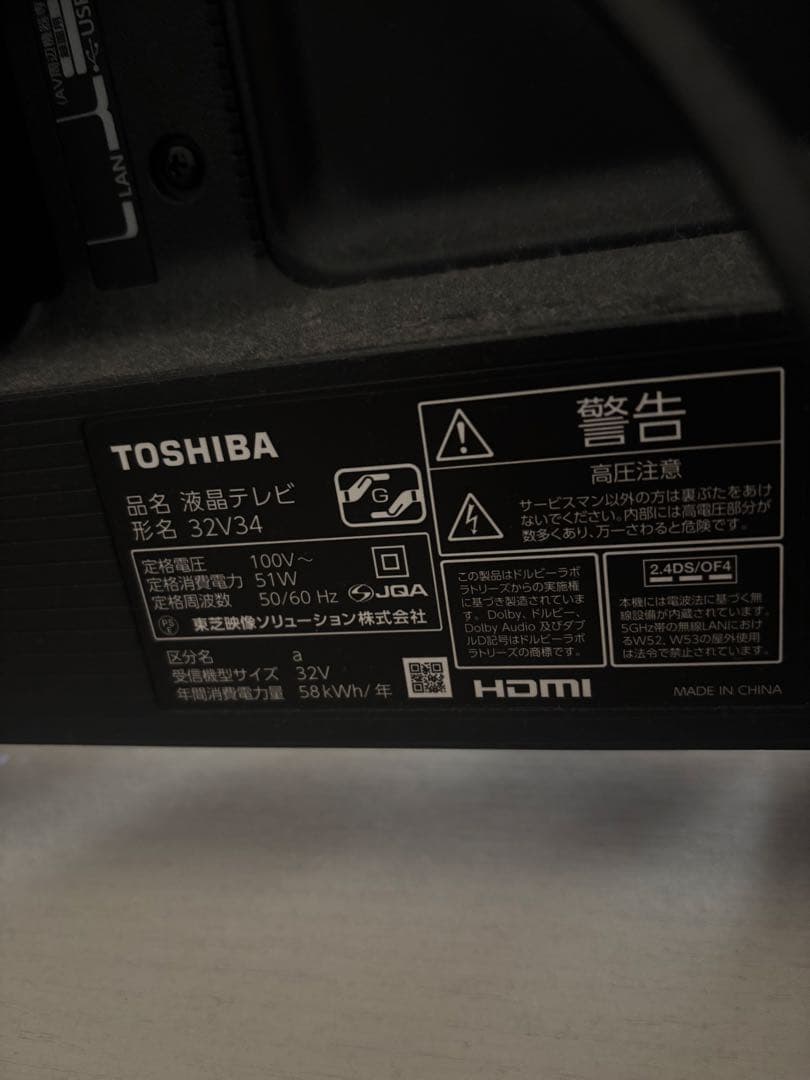 USB
LAN
TOSHIBA
品名 液晶テレビ
形名 32V34
G
定格電圧 100V～
定格消費電力 51W
定格周波数 50/60 Hz
JQA
PS
E
東芝映像ソリューション株式会社
区分名 a
受信機型サイズ 32V
年間消費電力量 58kWh/年
警告
高圧注意
サービスマン以外の方は裏ぶたをあけ
ないでください。内部には高電圧部分が
数多くあり、万一さわると危険です。
この製品はドルビーラボ
ラトリーズからの実施権
に基づき製造されていま
す。Dolby、ドルビー、
Dolby Audio 及びダブ
ルD記号はドルビーラボ
ラトリーズの商標です。
2.4DS/OF4
本機には電波法に基づく無
線設備が内蔵されています。
5GHz帯の無線LANにおけ
るW52、W53の屋外使用
は法令で禁止されています。
HDMI
MADE IN CHINA